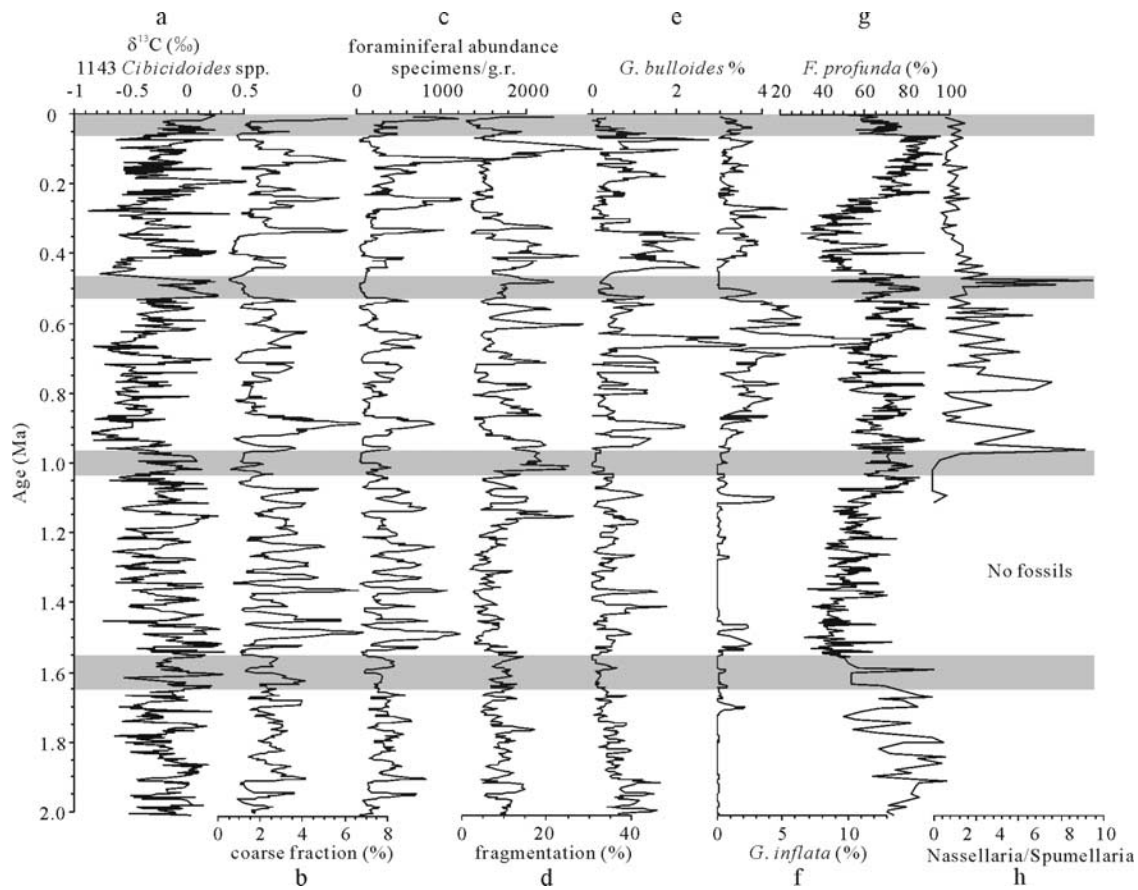 a c e g
δ¹³C (‰) foraminiferal abundance
1143 Cibicidoides spp. specimens/g.r. G. bulloides % F. profunda (%)
-1 -0.5 0 0.5 0 1000 2000 0 2 4 20 40 60 80 100
0
0.2
0.4
0.6
0.8
1.0
1.2
1.4
1.6
1.8
2.0
Age (Ma)
No fossils
0 2 4 6 8 0 20 40 0 10 0 2 4 6 8 10
coarse fraction (%) fragmentation (%) G. inflata (%) Nassellaria/Spumellaria
b d f h